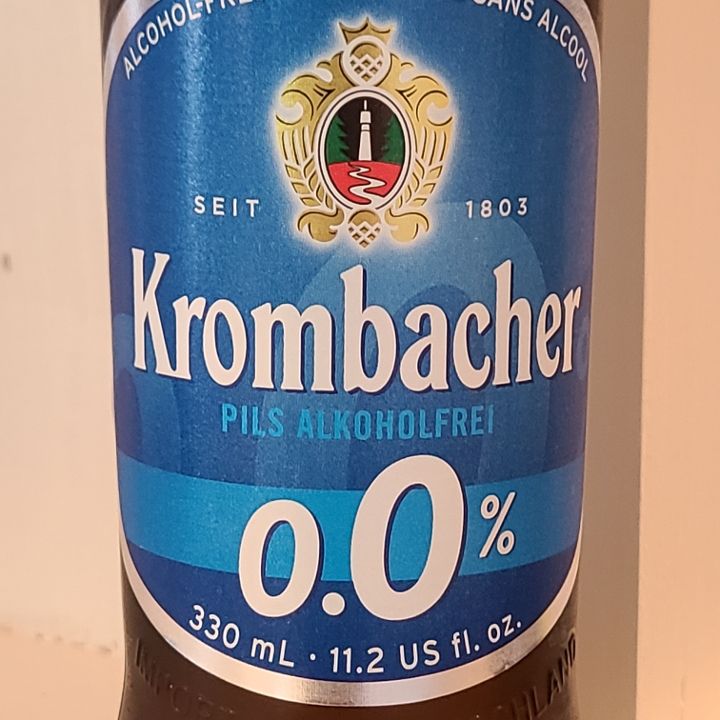 ALCOHOL-FRE
SANS ALCOOL
SEIT 1803
Krombacher
PILS ALKOHOLFREI
0.0%
330 mL · 11.2 US fl. oz.